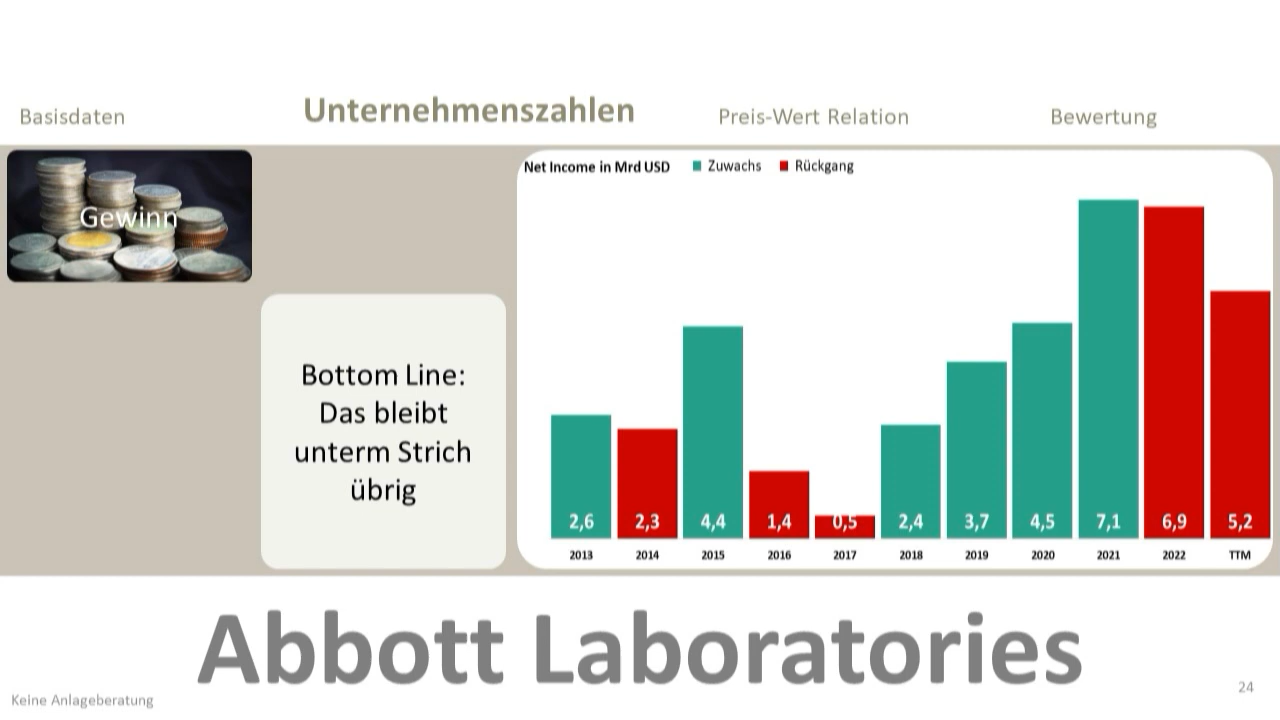 Basisdaten
Unternehmenszahlen
Preis-Wert Relation
Bewertung
Gewinn
Bottom Line:
Das bleibt
unterm Strich
übrig
Net Income in Mrd USD
Zuwachs
Rückgang
2,6
2,3
4,4
1,4
0,5
2,4
3,7
4,5
7,1
6,9
5,2
2013
2014
2015
2016
2017
2018
2019
2020
2021
2022
TTM
Abbott Laboratories
Keine Anlageberatung
24